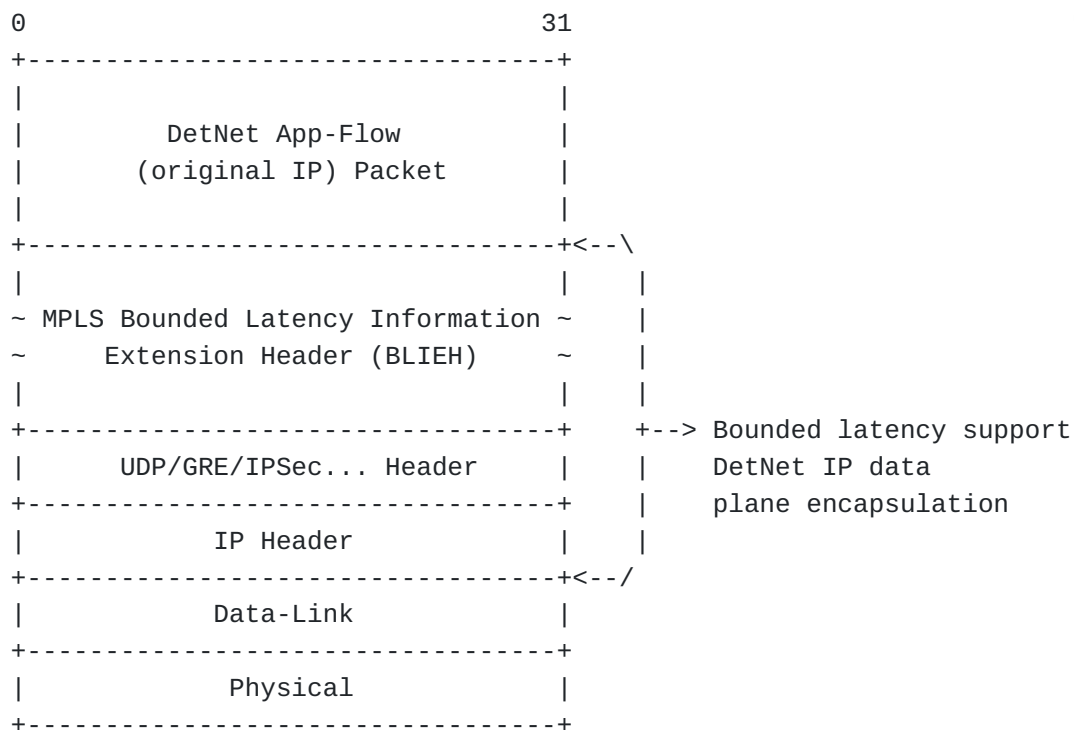 0                                 31
+----------------------------------+
|                                  |
|         DetNet App-Flow          |
|       (original IP) Packet       |
|                                  |
+----------------------------------+<--\
|                                  |    |
~ MPLS Bounded Latency Information ~    |
~     Extension Header (BLIEH)     ~    |
|                                  |    |
+----------------------------------+    +--> Bounded latency support
|      UDP/GRE/IPSec... Header     |    |    DetNet IP data
+----------------------------------+    |    plane encapsulation
|            IP Header             |    |
+----------------------------------+<--/
|            Data-Link             |
+----------------------------------+
|             Physical             |
+----------------------------------+